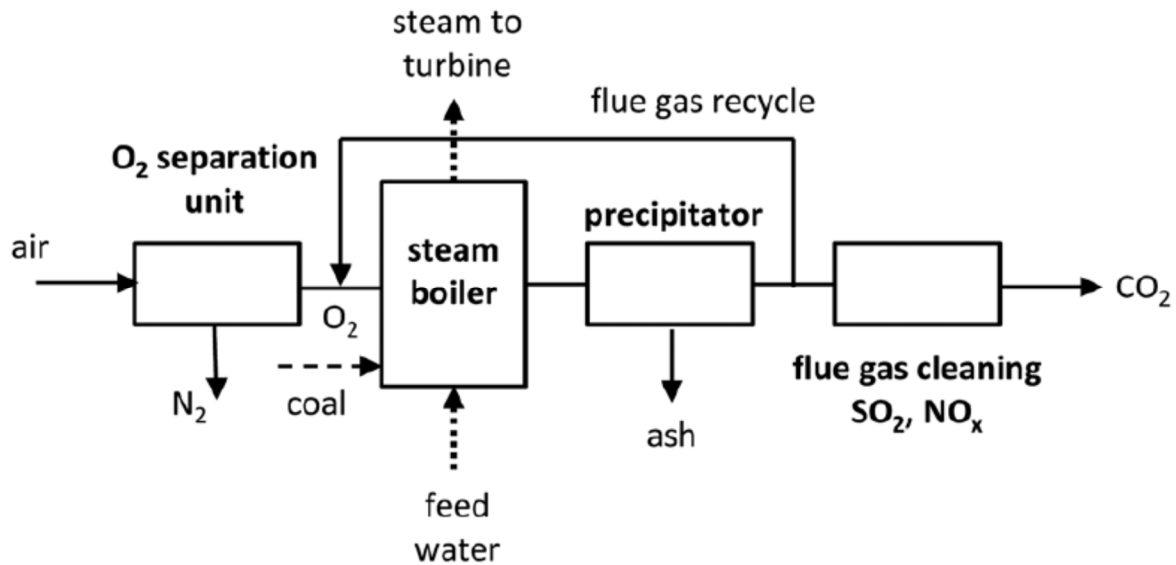 steam to
turbine
flue gas recycle
O₂ separation
unit
precipitator
air
steam
boiler
O₂
CO₂
N₂
coal
ash
flue gas cleaning
SO₂, NOₓ
feed
water